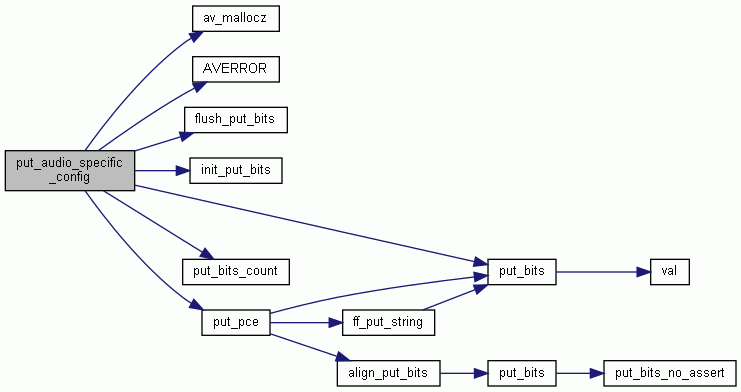 av_mallocz
AVERROR
flush_put_bits
put_audio_specific
_config
init_put_bits
put_bits_count
put_bits
val
put_pce
ff_put_string
align_put_bits
put_bits
put_bits_no_assert